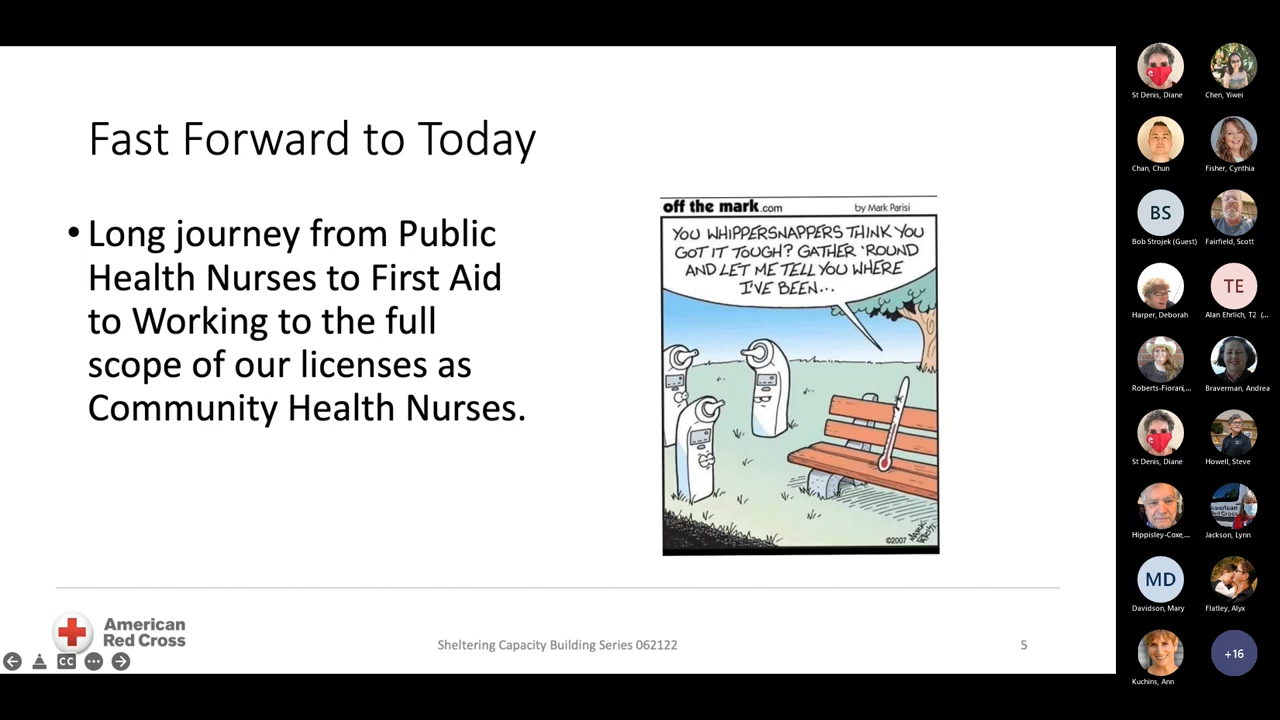 Fast Forward to Today
• Long journey from Public
Health Nurses to First Aid
to Working to the full
scope of our licenses as
Community Health Nurses.
off the mark.com by Mark Parisi
YOU WHIPPERSNAPPERS THINK YOU
GOT IT TOUGH? GATHER 'ROUND
AND LET ME TELL YOU WHERE
I'VE BEEN...
©2007
American
Red Cross
Sheltering Capacity Building Series 062122
5
CC
St Denis, Diane
Chen, Yiwei
Chan, Chun
Fisher, Cynthia
BS
Bob Strojek (Guest)
Fairfield, Scott
Harper, Deborah
TE
Alan Ehrlich, T2 (...
Roberts-Fiorani,...
Braverman, Andrea
St Denis, Diane
Howell, Steve
Hippisley-Coxe,...
American
Red Cross
Jackson, Lynn
MD
Davidson, Mary
Flatley, Alyx
Kuchins, Ann
+16